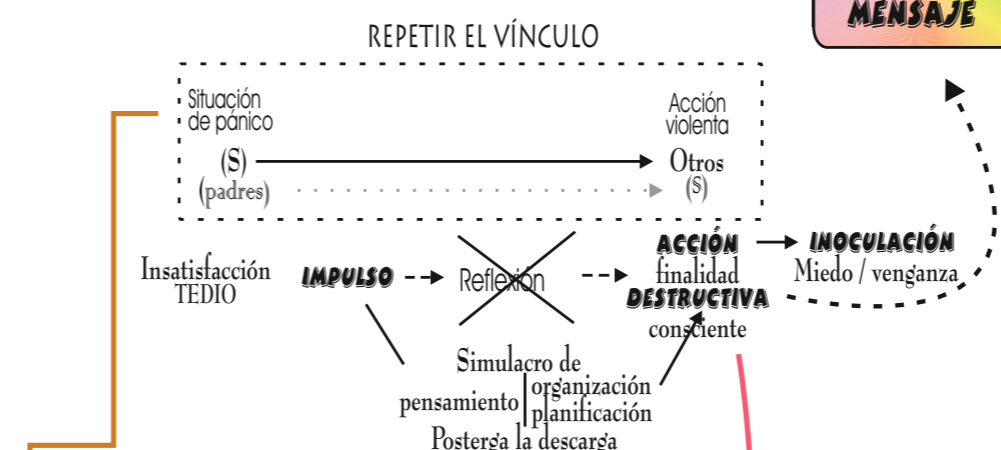 MENSAJE
REPETIR EL VÍNCULO
Situación
de pánico
(S)
(padres)
Acción
violenta
Otros
(S)
Insatisfacción
TEDIO
IMPULSO
Reflexión
ACCIÓN
finalidad
DESTRUCTIVA
consciente
INOCULACIÓN
Miedo / venganza
Simulacro de
pensamiento
organización
planificación
Posterga la descarga